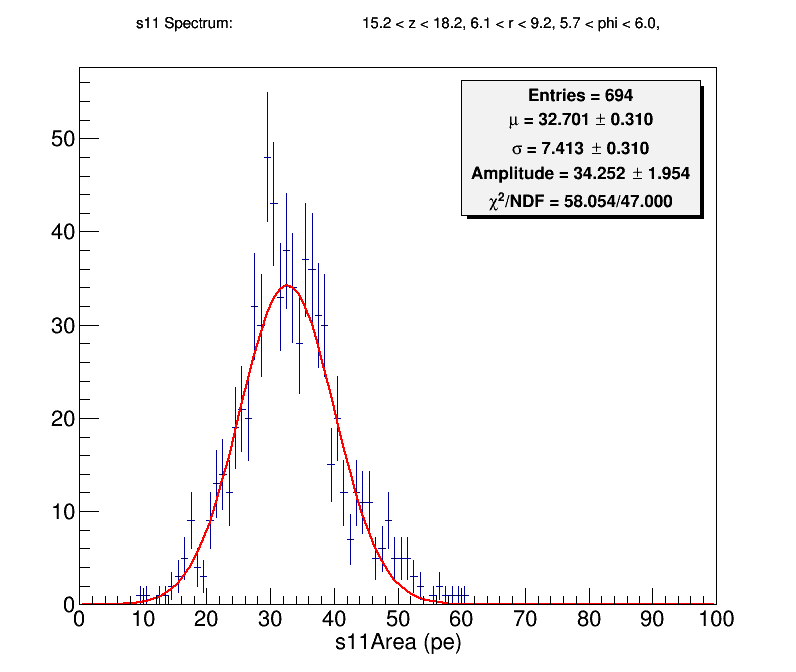 s11 Spectrum: 15.2 < z < 18.2, 6.1 < r < 9.2, 5.7 < phi < 6.0,
Entries = 694
μ = 32.701 ± 0.310
σ = 7.413 ± 0.310
Amplitude = 34.252 ± 1.954
χ²/NDF = 58.054/47.000
50
40
30
20
10
0
0 10 20 30 40 50 60 70 80 90 100
s11Area (pe)